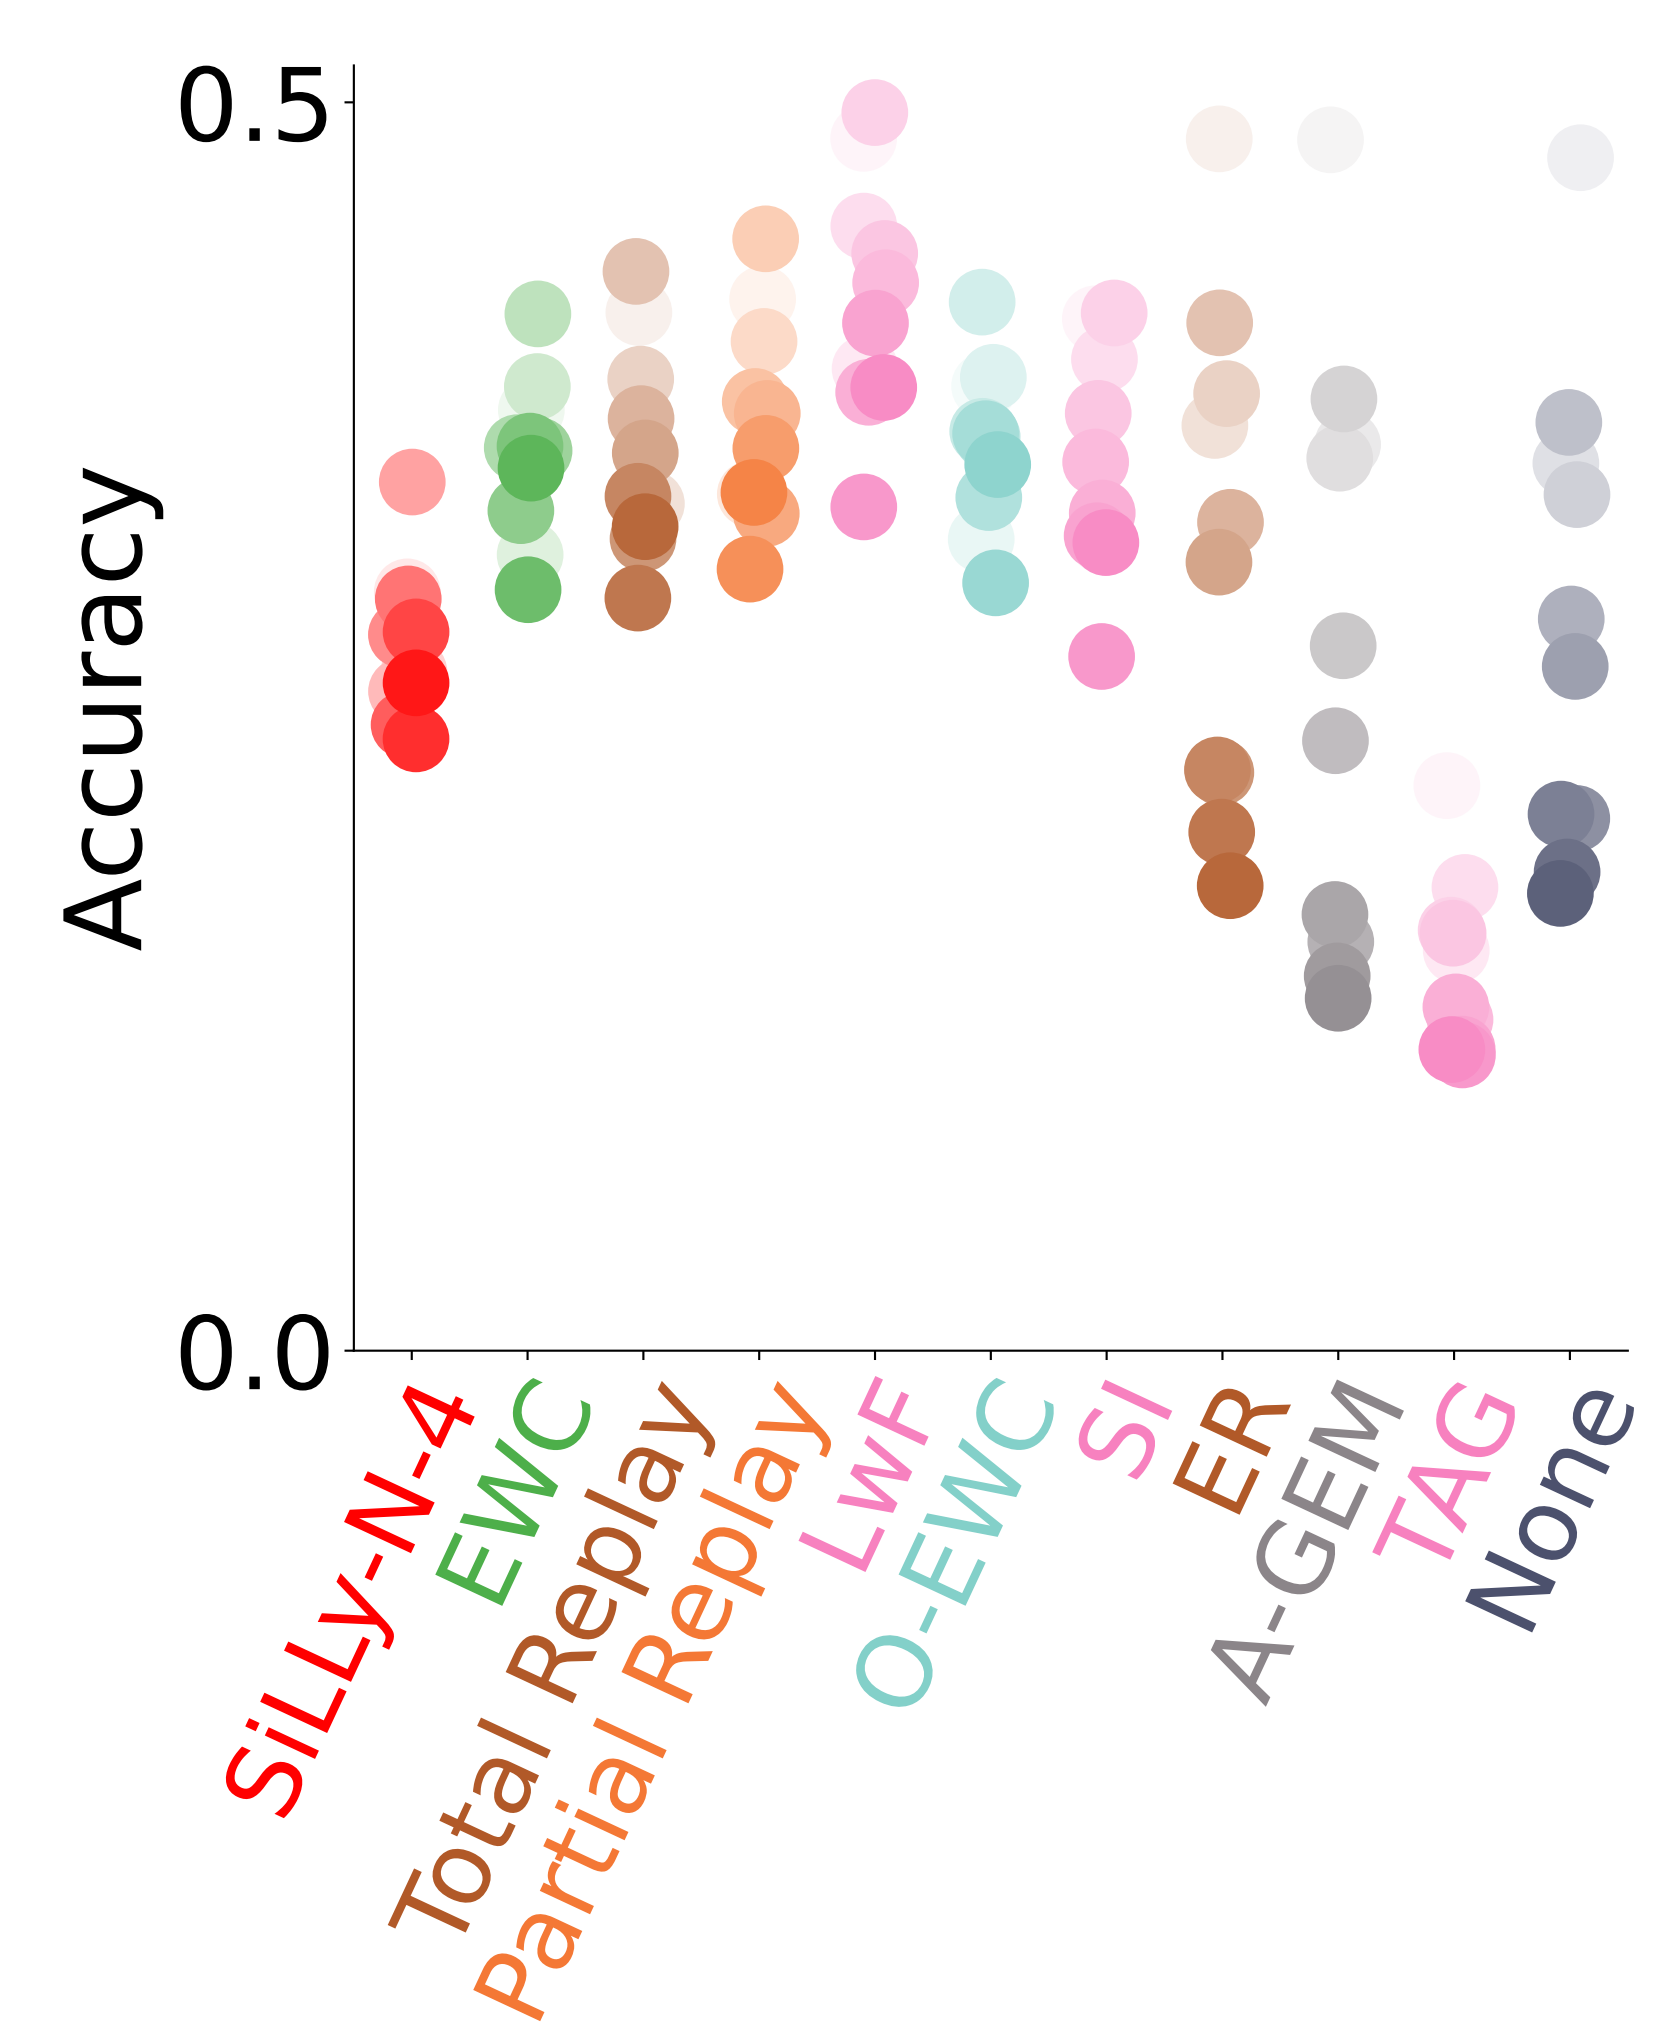 0.5
Accuracy
0.0
SiLLy-N-4
EWC
Total Replay
Partial Replay
LwF
O-EWC
SI
ER
A-GEM
TAG
None